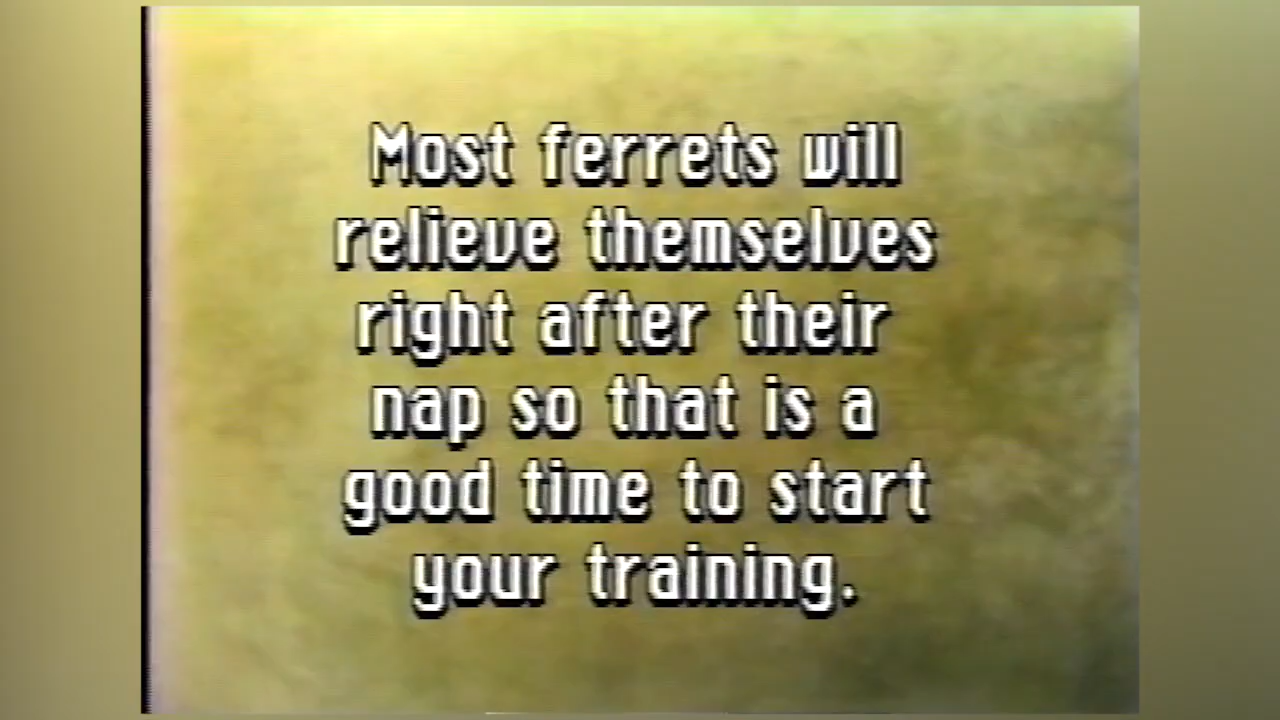 Most ferrets will
relieve themselves
right after their
nap so that is a
good time to start
your training.